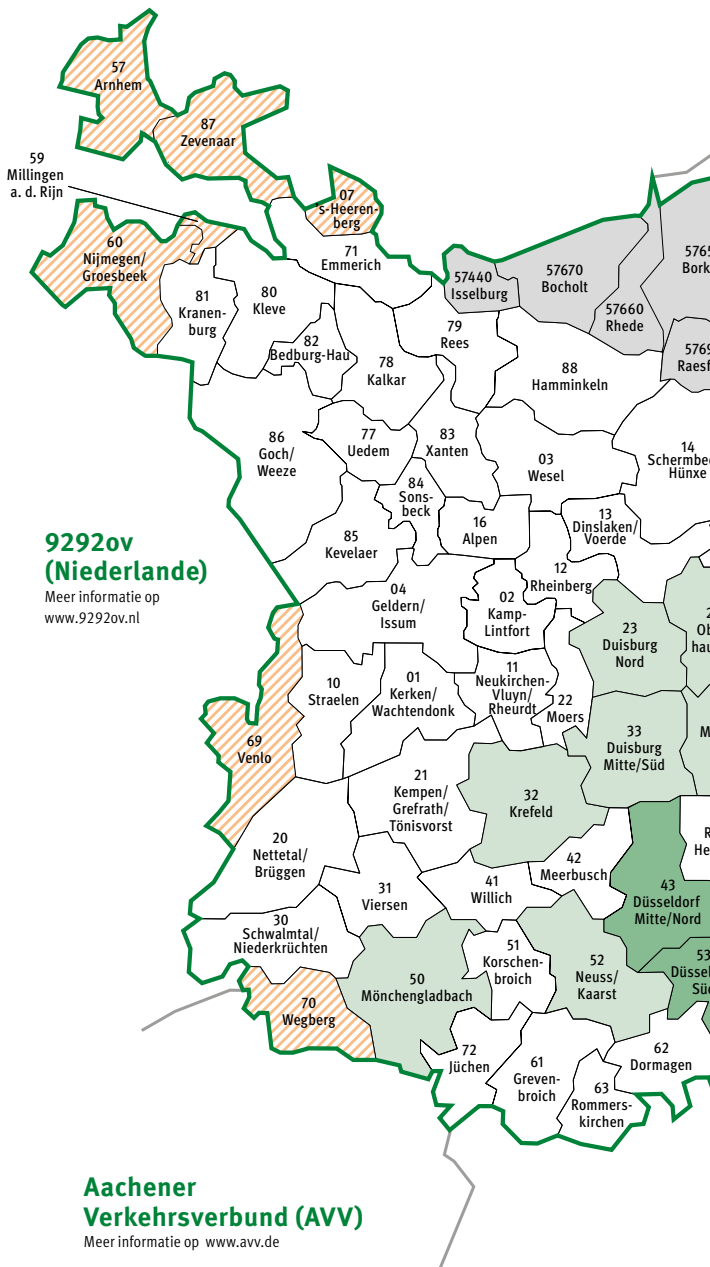 57
Arnhem
87
Zevenaar
59
Millingen
a. d. Rijn
07
's-Heeren-
berg
60
Nijmegen/
Groesbeek
71
Emmerich
57440
Isselburg
57670
Bocholt
57660
Rhede
81
Kranen-
burg
80
Kleve
82
Bedburg-Hau
79
Rees
78
Kalkar
88
Hamminkeln
86
Goch/
Weeze
77
Uedem
83
Xanten
03
Wesel
14
84
Sons-
beck
16
Alpen
13
Dinslaken/
Voerde
Hünxe
85
Kevelaer
9292ov
(Niederlande)
Meer informatie op
www.9292ov.nl
04
Geldern/
Issum
02
Kamp-
Lintfort
12
Rheinberg
23
Duisburg
Nord
10
Straelen
01
Kerken/
Wachtendonk
11
Neukirchen-
Vluyn/
Rheurdt
22
Moers
33
Duisburg
Mitte/Süd
69
Venlo
21
Kempen/
Grefrath/
Tönisvorst
32
Krefeld
20
Nettetal/
Brüggen
42
Meerbusch
31
Viersen
41
Willich
43
Düsseldorf
Mitte/Nord
30
Schwalmtal/
Niederkrüchten
51
Korschen-
broich
52
Neuss/
Kaarst
53
50
Mönchengladbach
70
Wegberg
72
Jüchen
61
Greven-
broich
63
Rommers-
kirchen
62
Dormagen
Aachener
Verkehrsverbund (AVV)
Meer informatie op www.avv.de